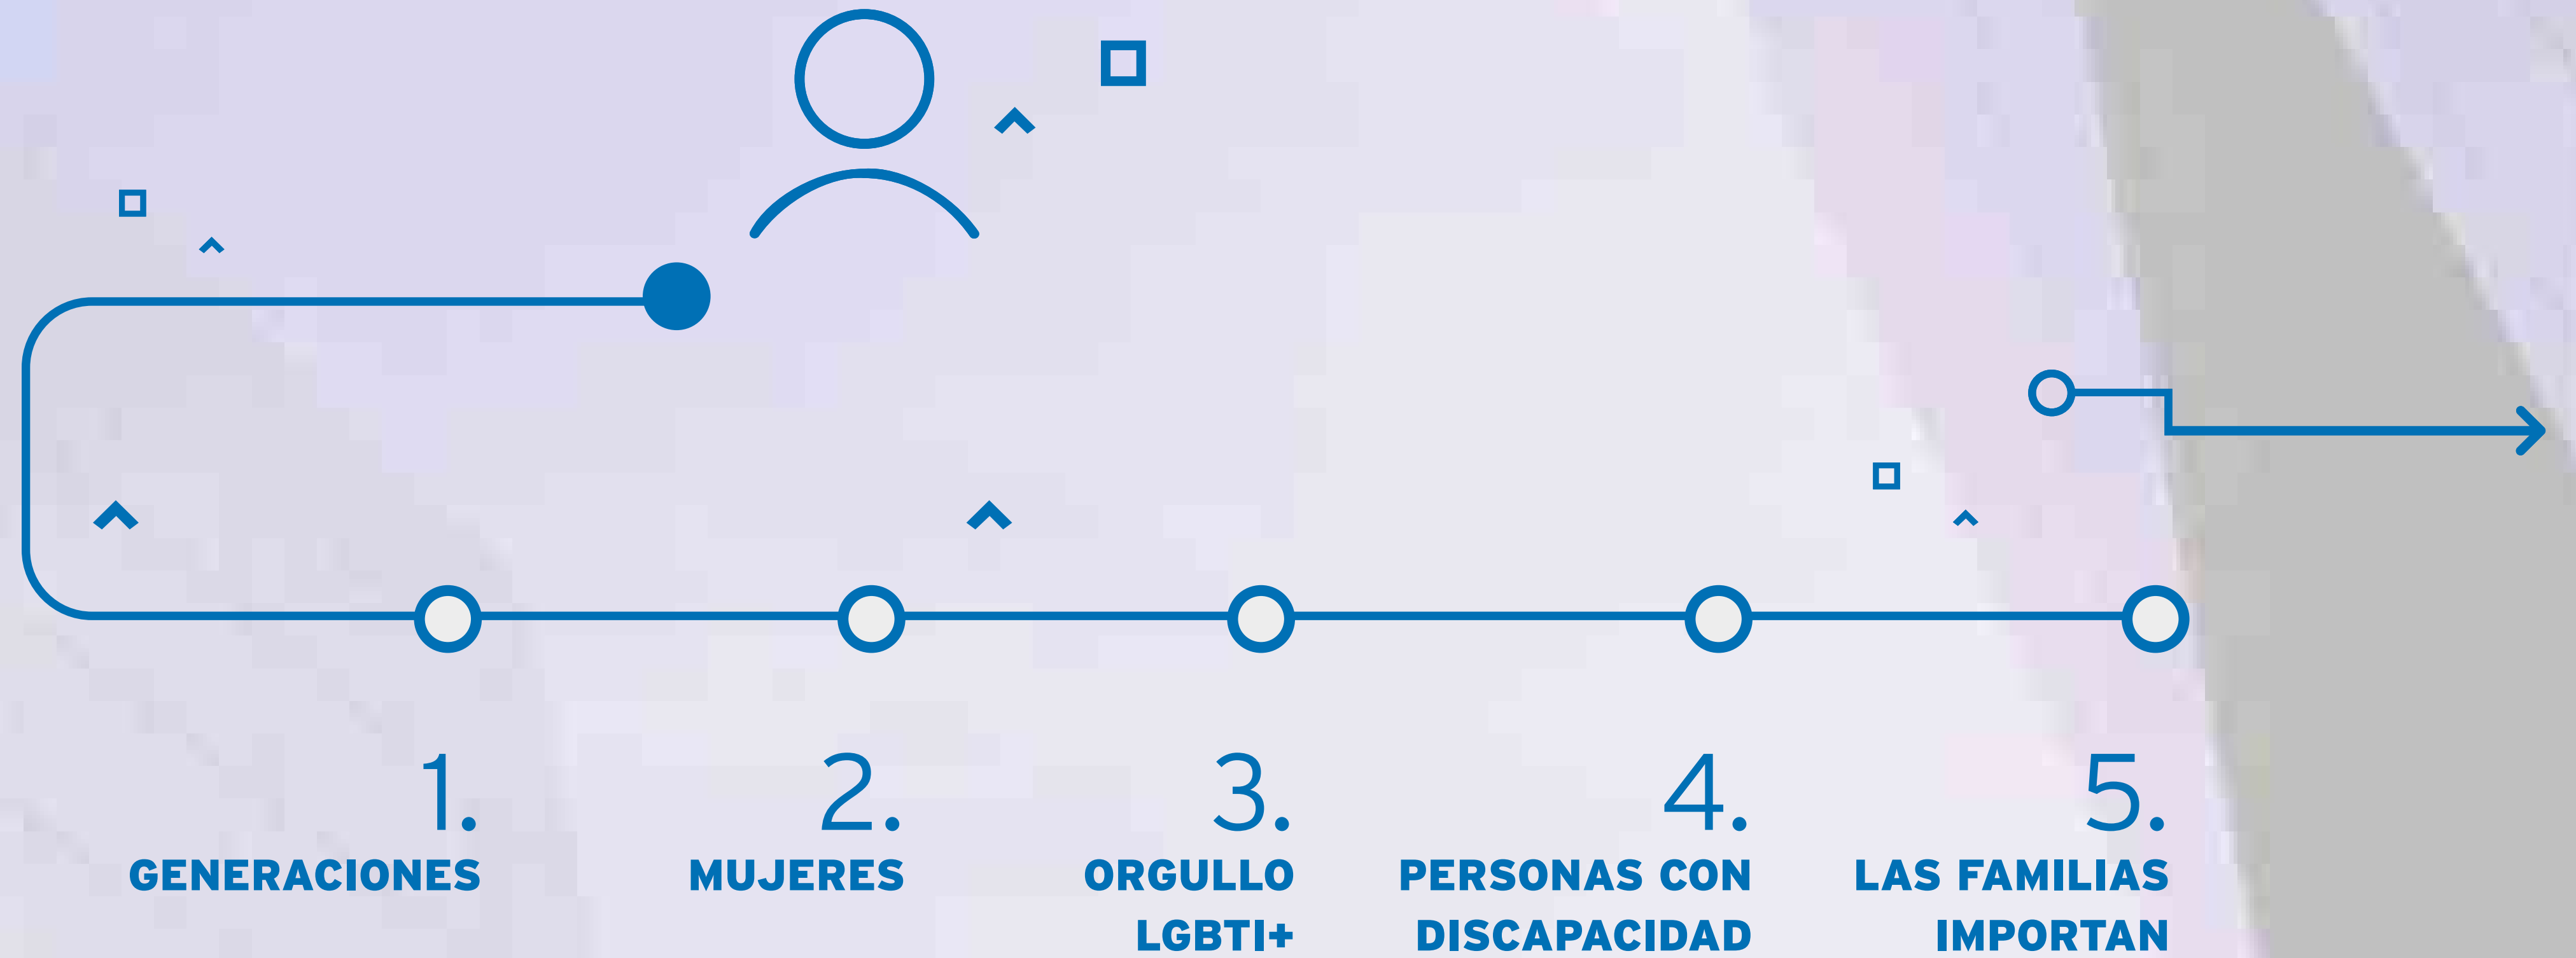 1.
GENERACIONES
2.
MUJERES
3.
ORGULLO
LGBTI+
4.
PERSONAS CON
DISCAPACIDAD
5.
LAS FAMILIAS
IMPORTAN